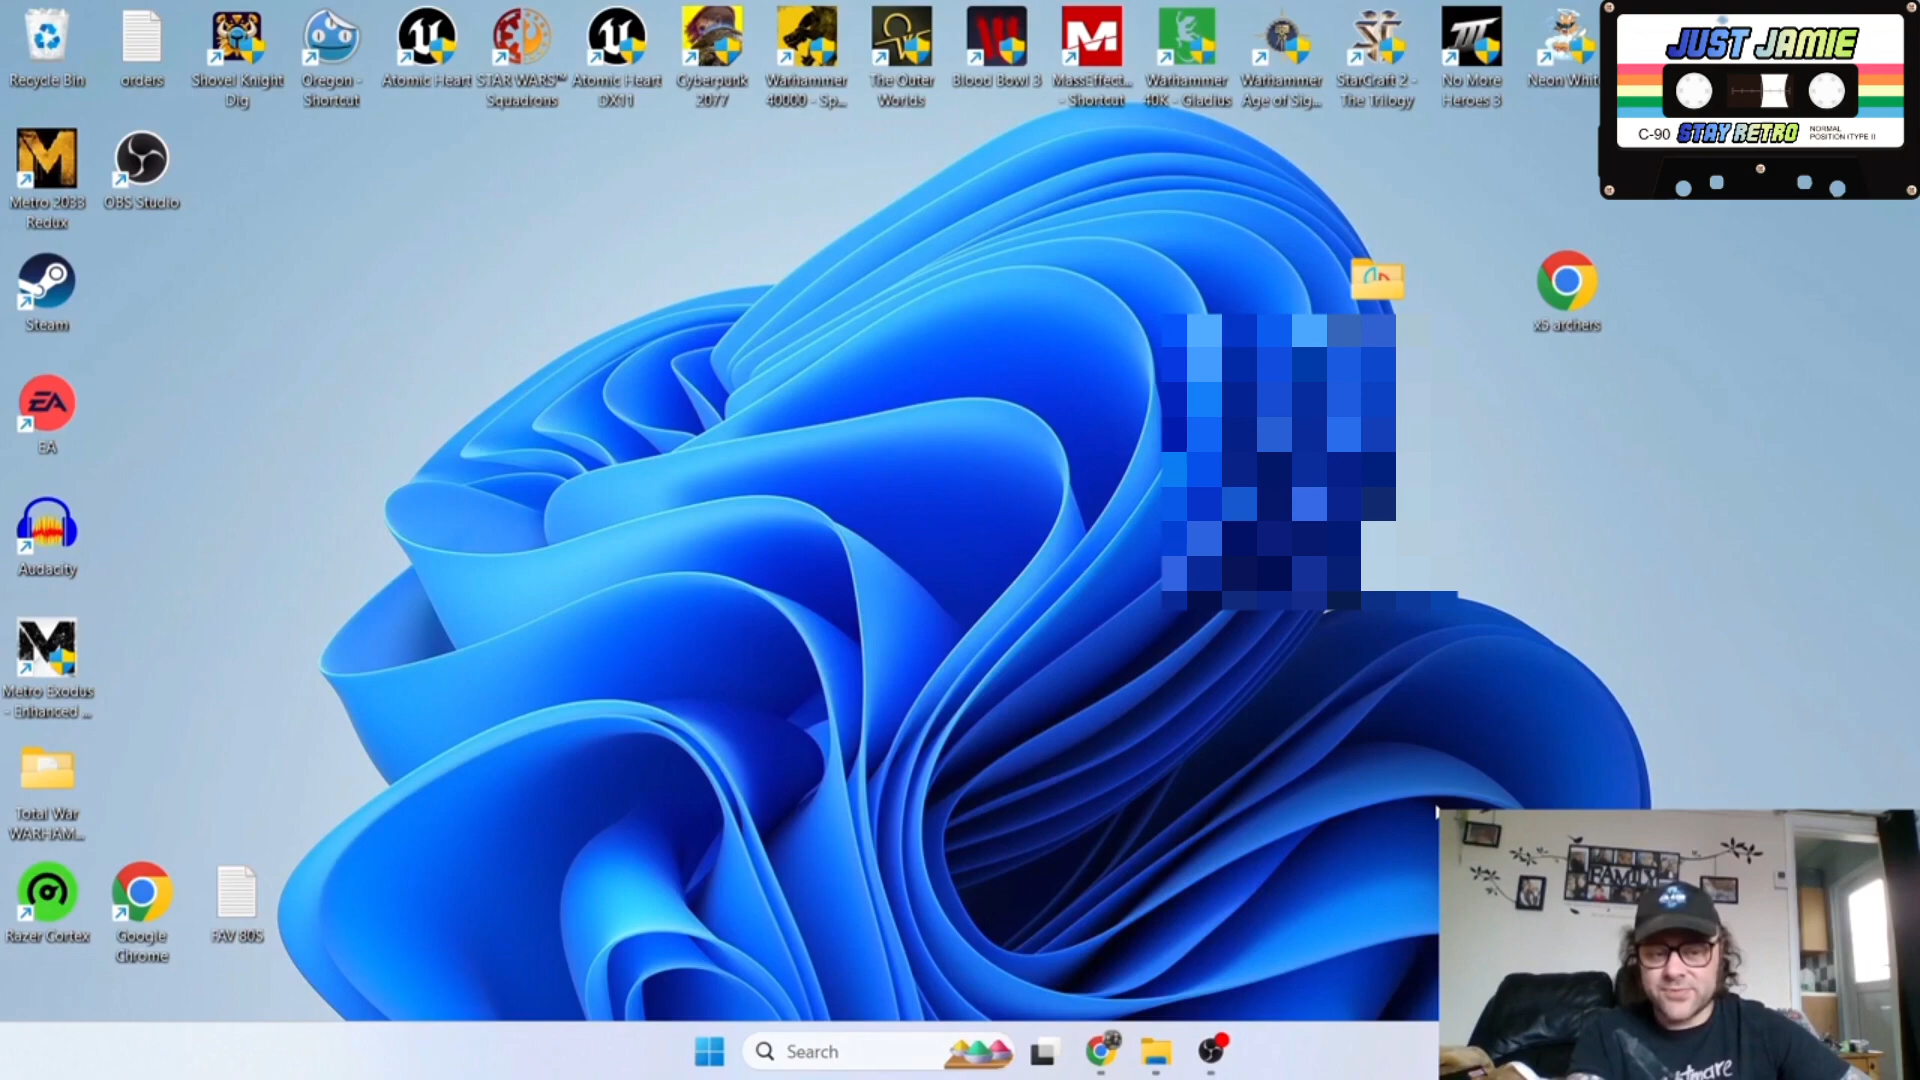 JUST JAMIE
C-90 STAY RETRO NORMAL
POSITION (TYPE II
Recycle Bin
orders
Shovel Knight
Dig
Oregon -
Shortcut
Atomic Heart
STAR WARS™
Squadrons
Atomic Heart
DX11
Cyberpunk
2077
Warhammer
40000 - Sp...
The Outer
Worlds
Blood Bowl 3
MassEffect...
- Shortcut
Warhammer
40K - Gladius
Warhammer
Age of Sig...
StarCraft 2 -
The Trilogy
No More
Heroes 3
Neon Whit
Metro 2033
Redux
OBS Studio
Steam
x5 archers
EA
Audacity
Metro Exodus
- Enhanced ...
Total War
WARHAM...
Razer Cortex
Google
Chrome
FAV 80S
FAMILY
Search